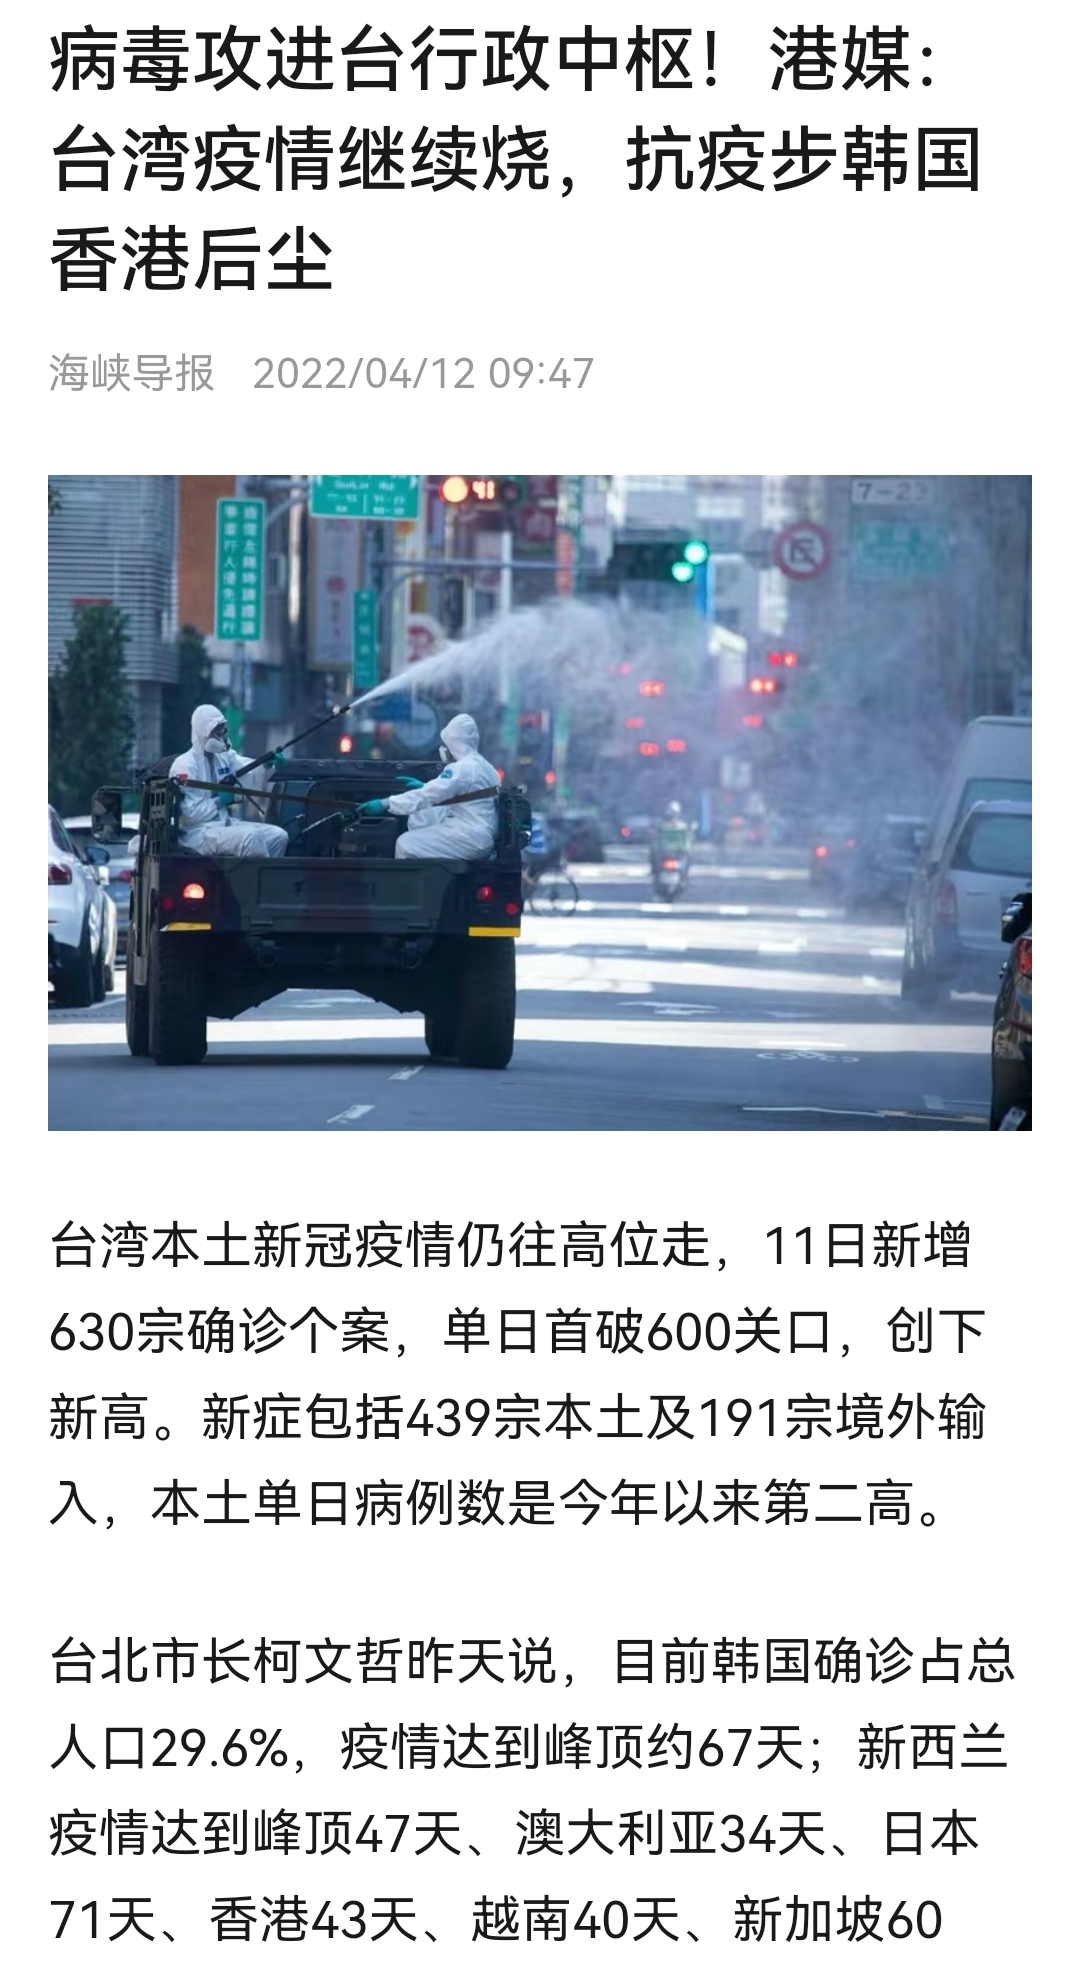 病毒攻进台行政中枢！港媒：
台湾疫情继续烧，抗疫步韩国
香港后尘
海峡导报 2022/04/12 09:47
41
7-23
台湾本土新冠疫情仍往高位走，11日新增
630宗确诊个案，单日首破600关口，创下
新高。新症包括439宗本土及191宗境外输
入，本土单日病例数是今年以来第二高。
台北市长柯文哲昨天说，目前韩国确诊占总
人口29.6%，疫情达到峰顶约67天；新西兰
疫情达到峰顶47天、澳大利亚34天、日本
71天、香港43天、越南40天、新加坡60